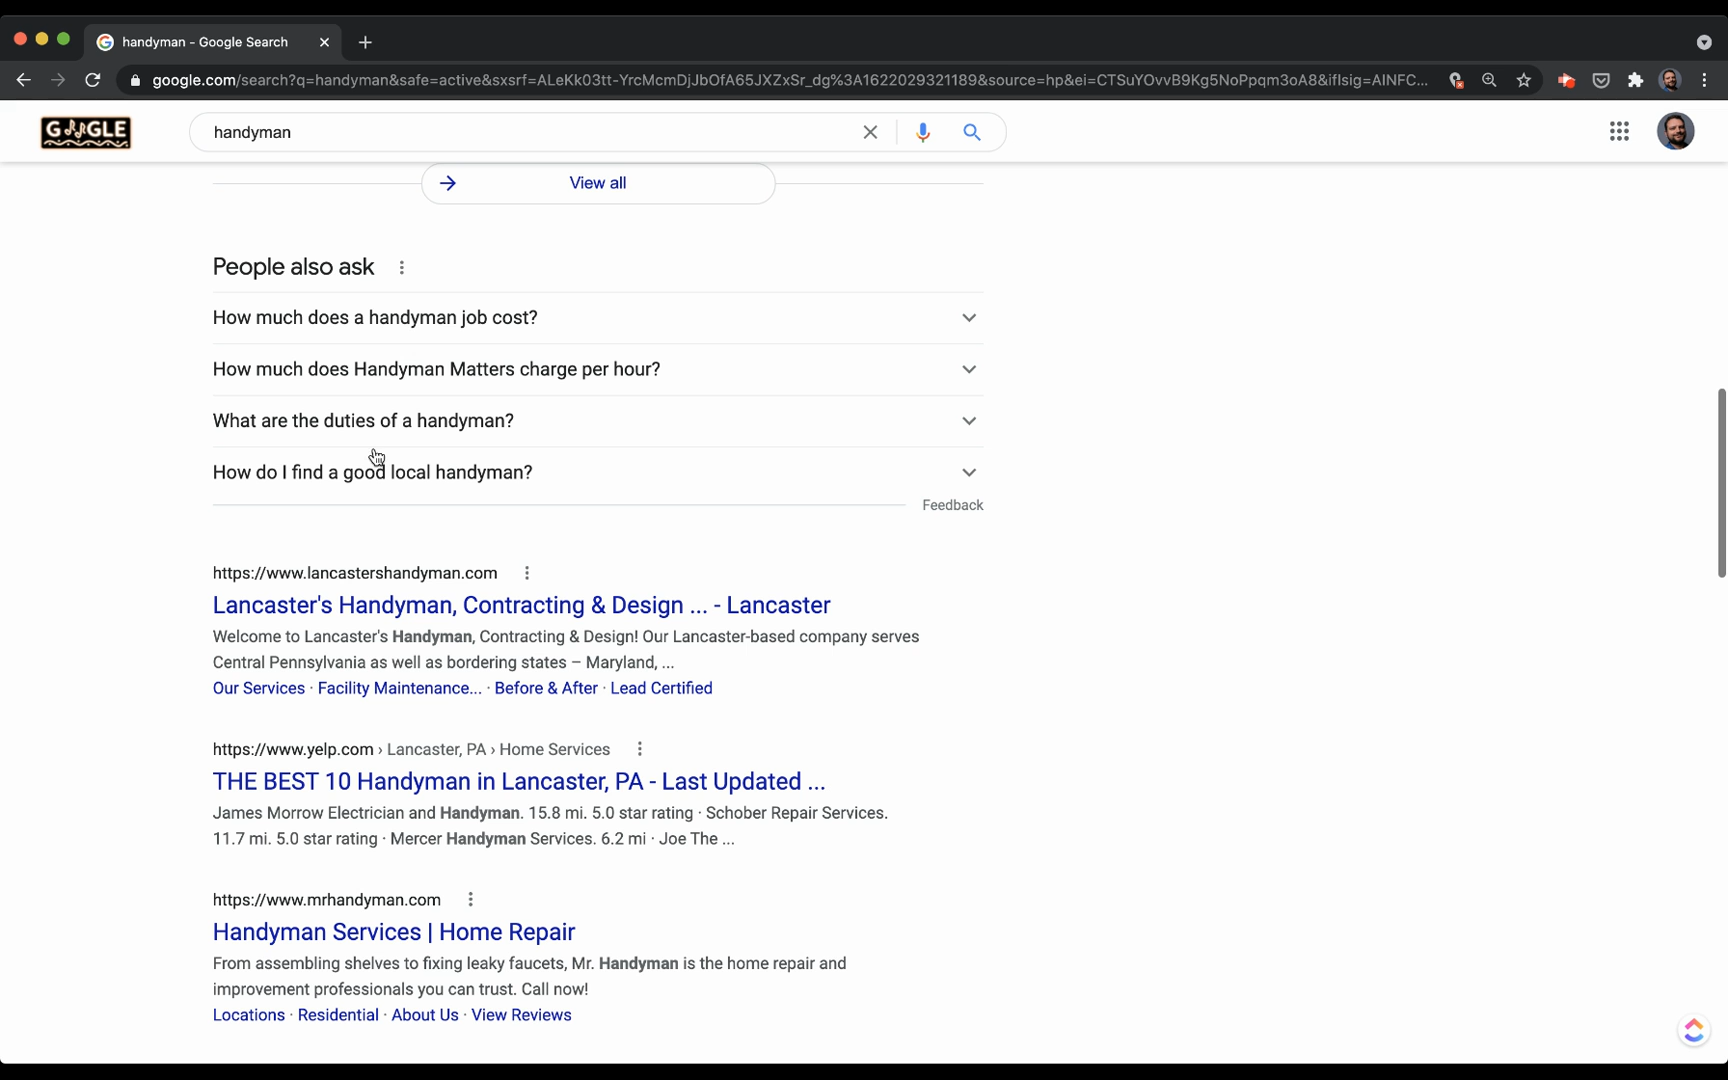 handyman - Google Search
google.com/search?q=handyman&safe=active&sxsrf=ALeKk03tt-YrcMcmDjJbOfA65JXZxSr_dg%3A1622029321189&source=hp&ei=CTSuYOvvB9Kg5NoPpqm3oA8&iflsig=AINFC...
GOOGLE
handyman
View all
People also ask
How much does a handyman job cost?
How much does Handyman Matters charge per hour?
What are the duties of a handyman?
How do I find a good local handyman?
Feedback
https://www.lancastershandyman.com
Lancaster's Handyman, Contracting & Design ... - Lancaster
Welcome to Lancaster's Handyman, Contracting & Design! Our Lancaster-based company serves
Central Pennsylvania as well as bordering states – Maryland, ...
Our Services · Facility Maintenance... · Before & After · Lead Certified
https://www.yelp.com › Lancaster, PA › Home Services
THE BEST 10 Handyman in Lancaster, PA - Last Updated ...
James Morrow Electrician and Handyman. 15.8 mi. 5.0 star rating · Schober Repair Services.
11.7 mi. 5.0 star rating · Mercer Handyman Services. 6.2 mi · Joe The ...
https://www.mrhandyman.com
Handyman Services | Home Repair
From assembling shelves to fixing leaky faucets, Mr. Handyman is the home repair and
improvement professionals you can trust. Call now!
Locations · Residential · About Us · View Reviews